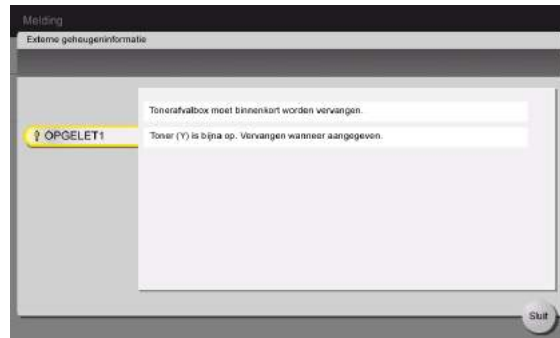 Melding
Externe geheugeninformatie
Tonerafvalbox moet binnenkort worden vervangen.
OPGELET1
Toner (Y) is bijna op. Vervangen wanneer aangegeven.
Sluit